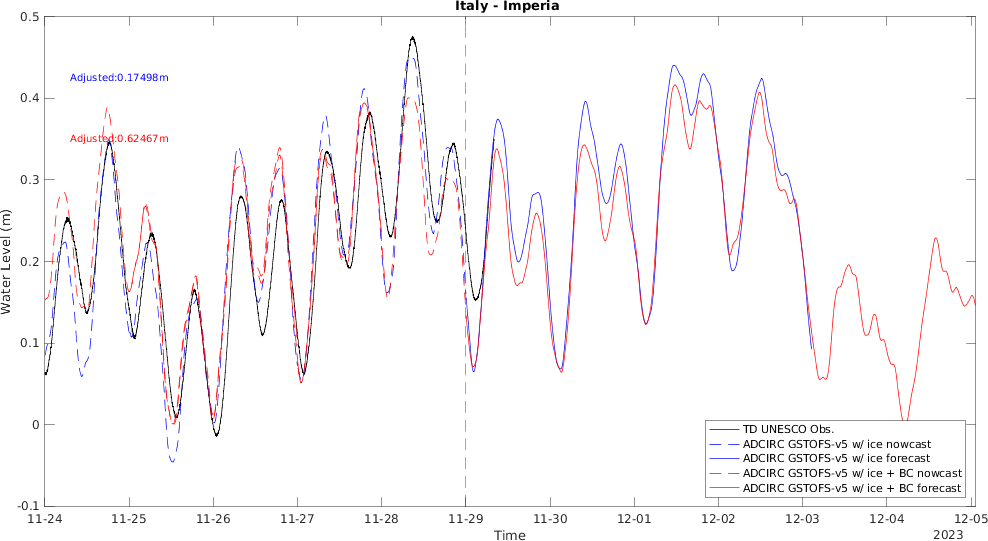 Italy - Imperia
0.5
0.4
0.3
0.2
0.1
0
-0.1
Water Level (m)
Adjusted:0.17498m
Adjusted:0.62467m
TD UNESCO Obs.
ADCIRC GSTOFS-v5 w/ ice nowcast
ADCIRC GSTOFS-v5 w/ ice forecast
ADCIRC GSTOFS-v5 w/ ice + BC nowcast
ADCIRC GSTOFS-v5 w/ ice + BC forecast
11-24 11-25 11-26 11-27 11-28 11-29 11-30 12-01 12-02 12-03 12-04 12-05
Time
2023